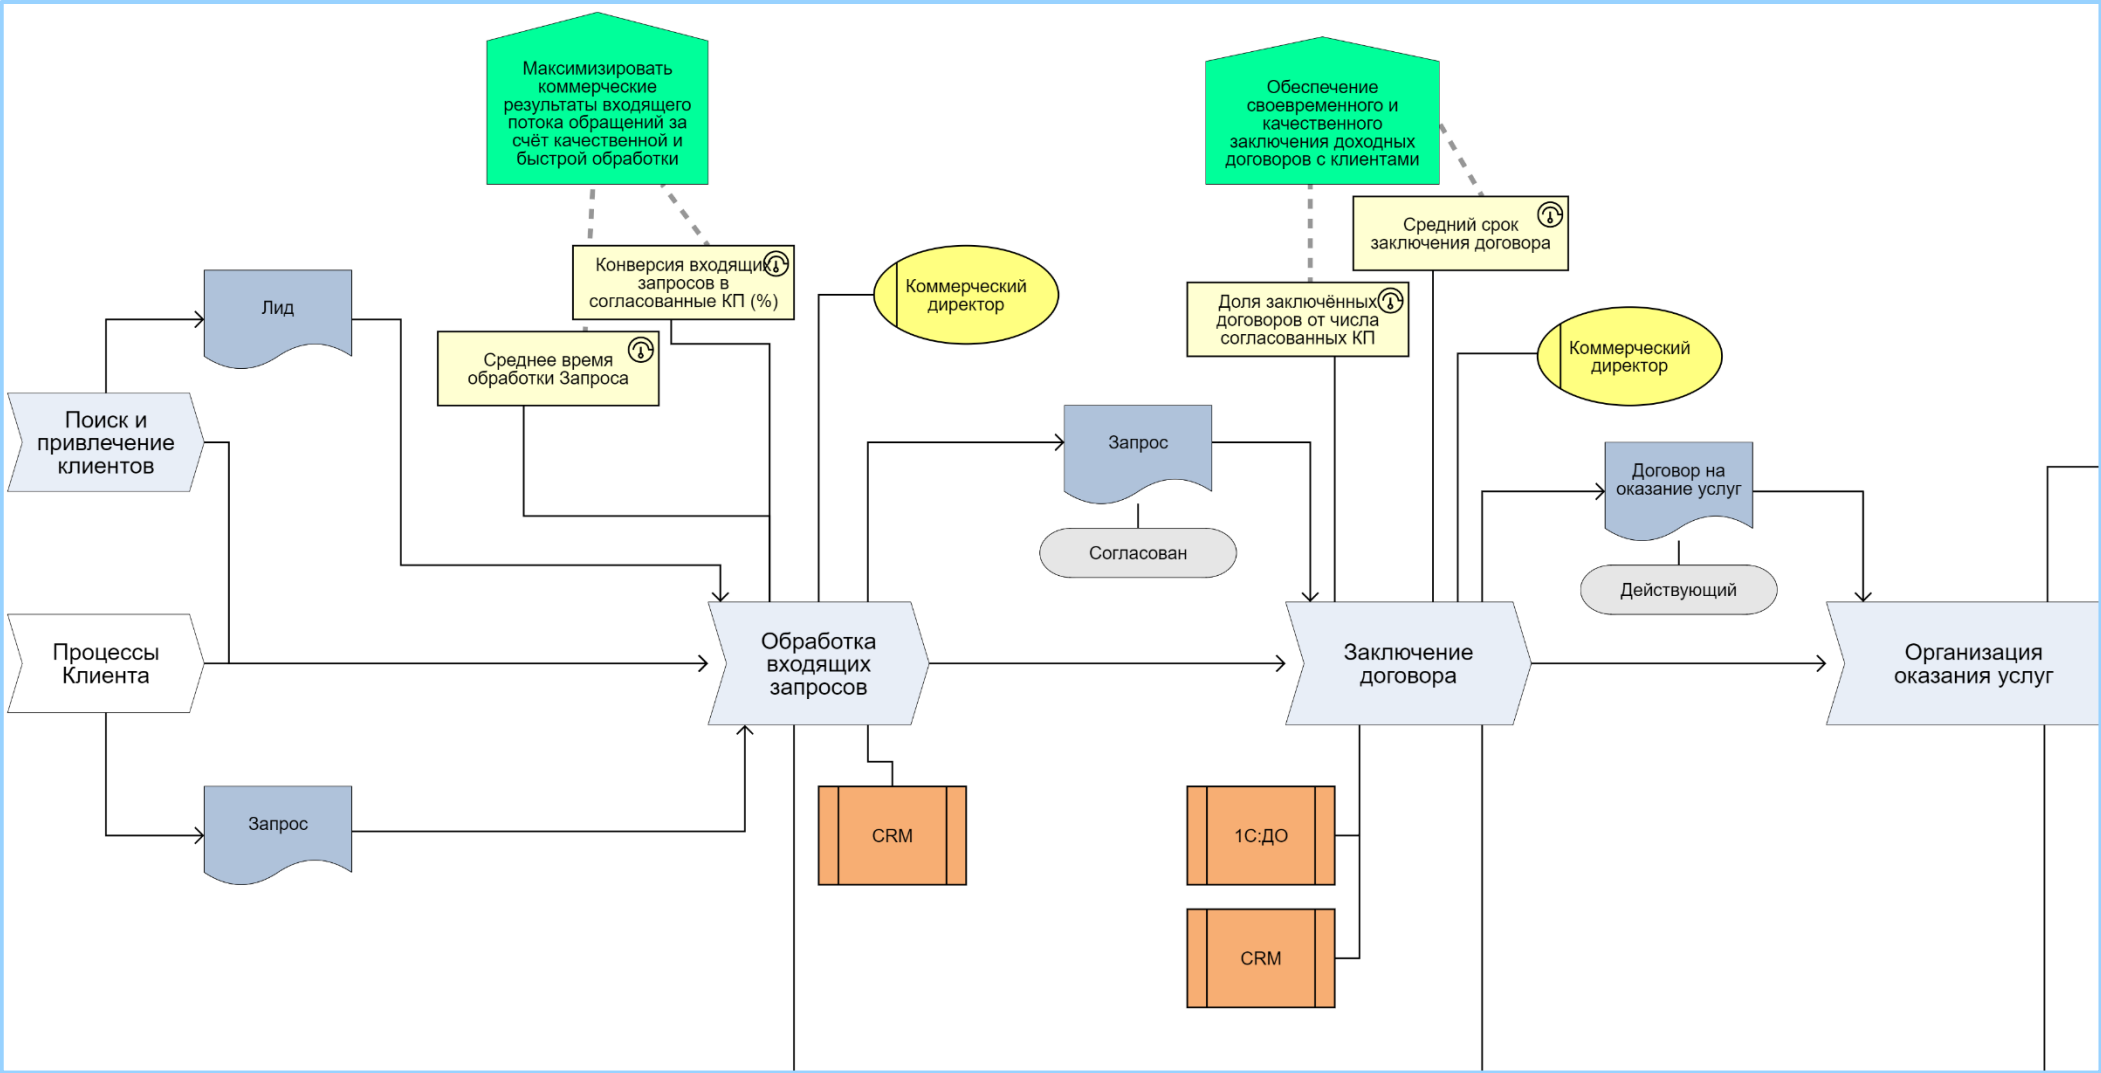 Максимизировать
коммерческие
результаты входящего
потока обращений за
счёт качественной и
быстрой обработки
Обеспечение
своевременного и
качественного
заключения доходных
договоров с клиентами
Средний срок
заключения договора
Конверсия входящих
запросов в
согласованные КП (%)
Коммерческий
директор
Лид
Доля заключённых
договоров от числа
согласованных КП
Среднее время
обработки Запроса
Коммерческий
директор
Поиск и
привлечение
клиентов
Запрос
Договор на
оказание услуг
Согласован
Действующий
Процессы
Клиента
Обработка
входящих
запросов
Заключение
договора
Организация
оказания услуг
Запрос
CRM
1С:ДО
CRM